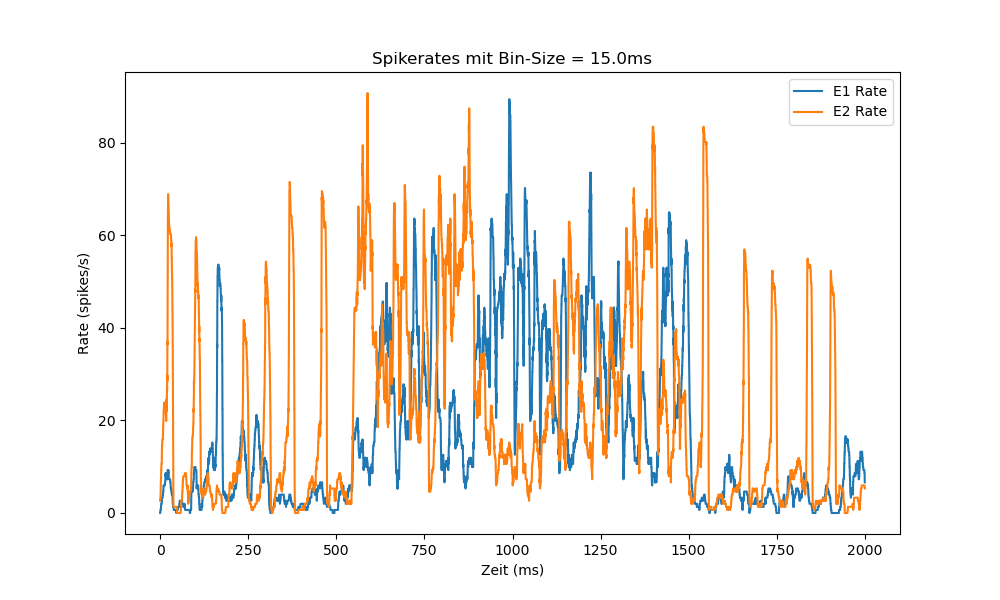 Spikerates mit Bin-Size = 15.0ms
E1 Rate
E2 Rate
80
60
40
20
0
Rate (spikes/s)
0 250 500 750 1000 1250 1500 1750 2000
Zeit (ms)